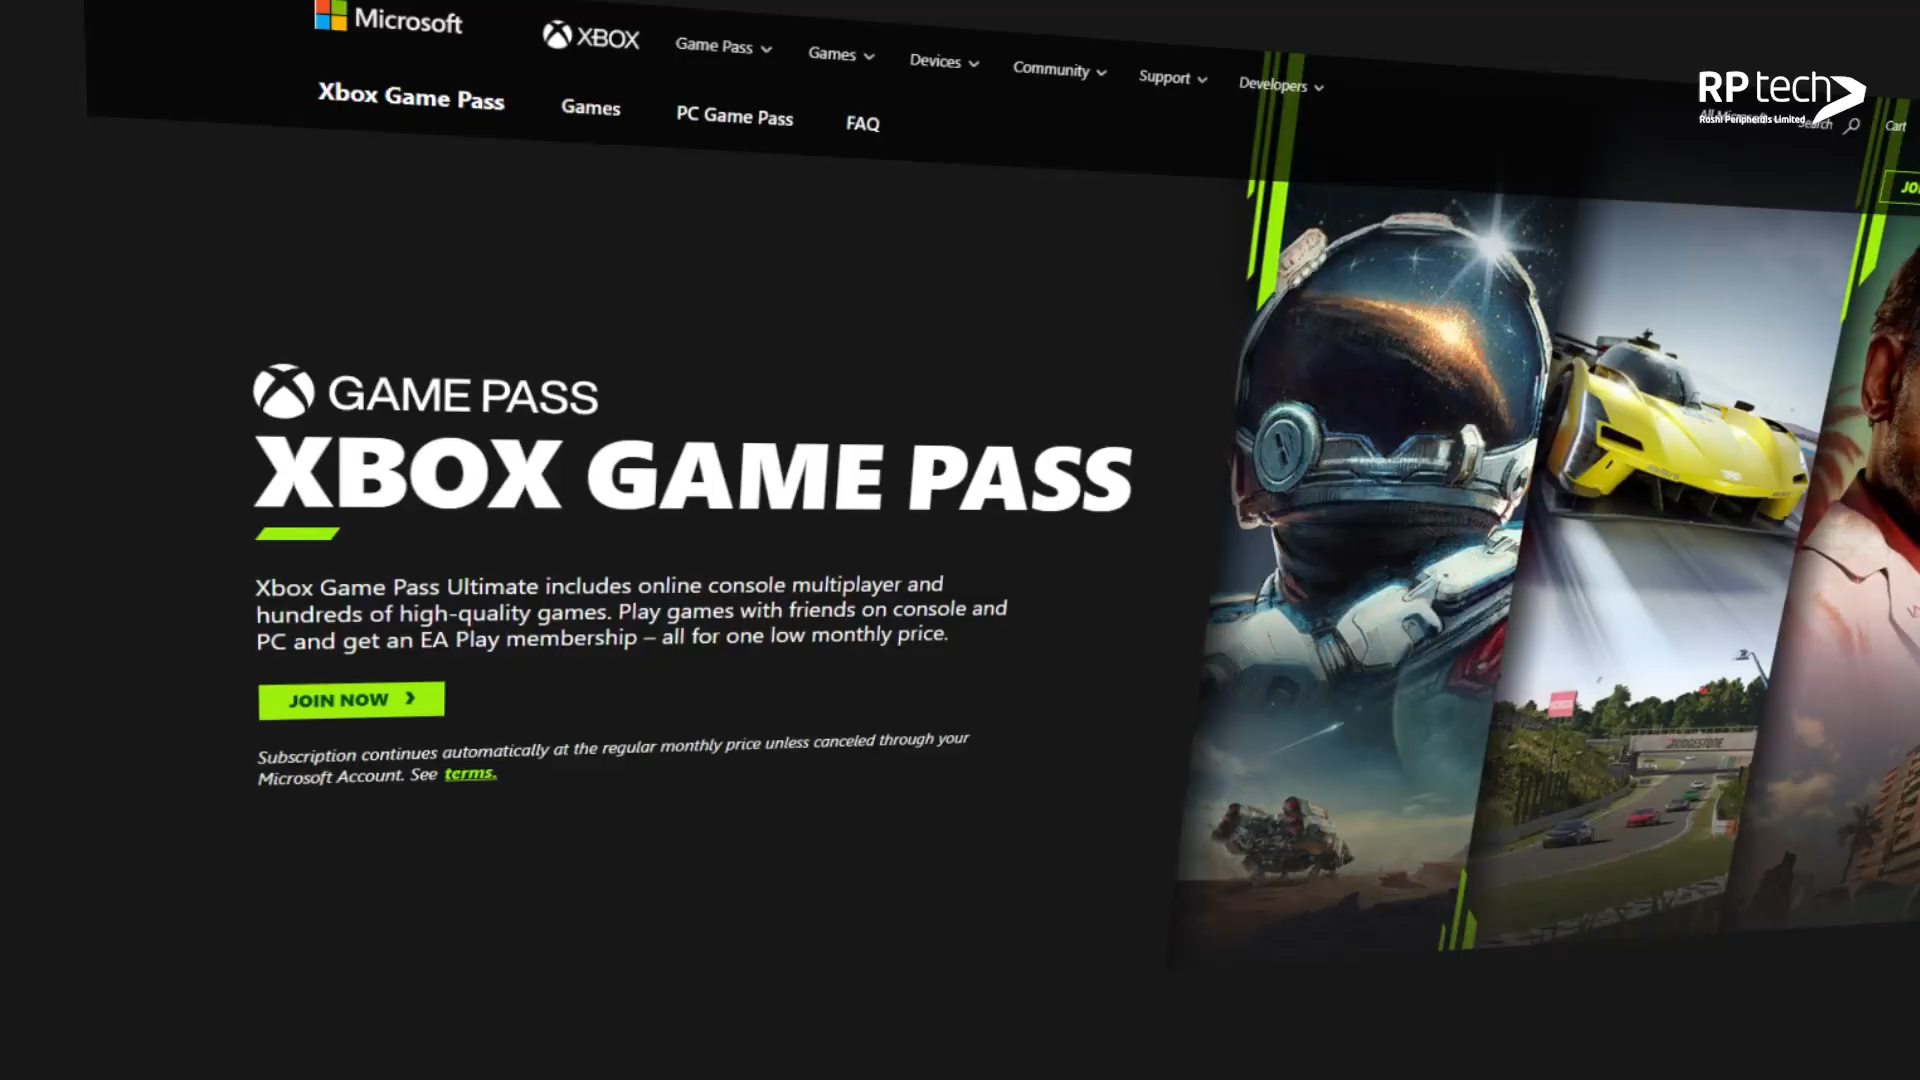 Microsoft
XBOX
Game Pass
Games
Devices
Community
Support
Developers
RPtech
Rashi Peripherals Limited
Search
Cart
Xbox Game Pass
Games
PC Game Pass
FAQ
GAME PASS
XBOX GAME PASS
Xbox Game Pass Ultimate includes online console multiplayer and
hundreds of high-quality games. Play games with friends on console and
PC and get an EA Play membership – all for one low monthly price.
JOIN NOW
Subscription continues automatically at the regular monthly price unless canceled through your
Microsoft Account. See terms.
BRIDGESTONE